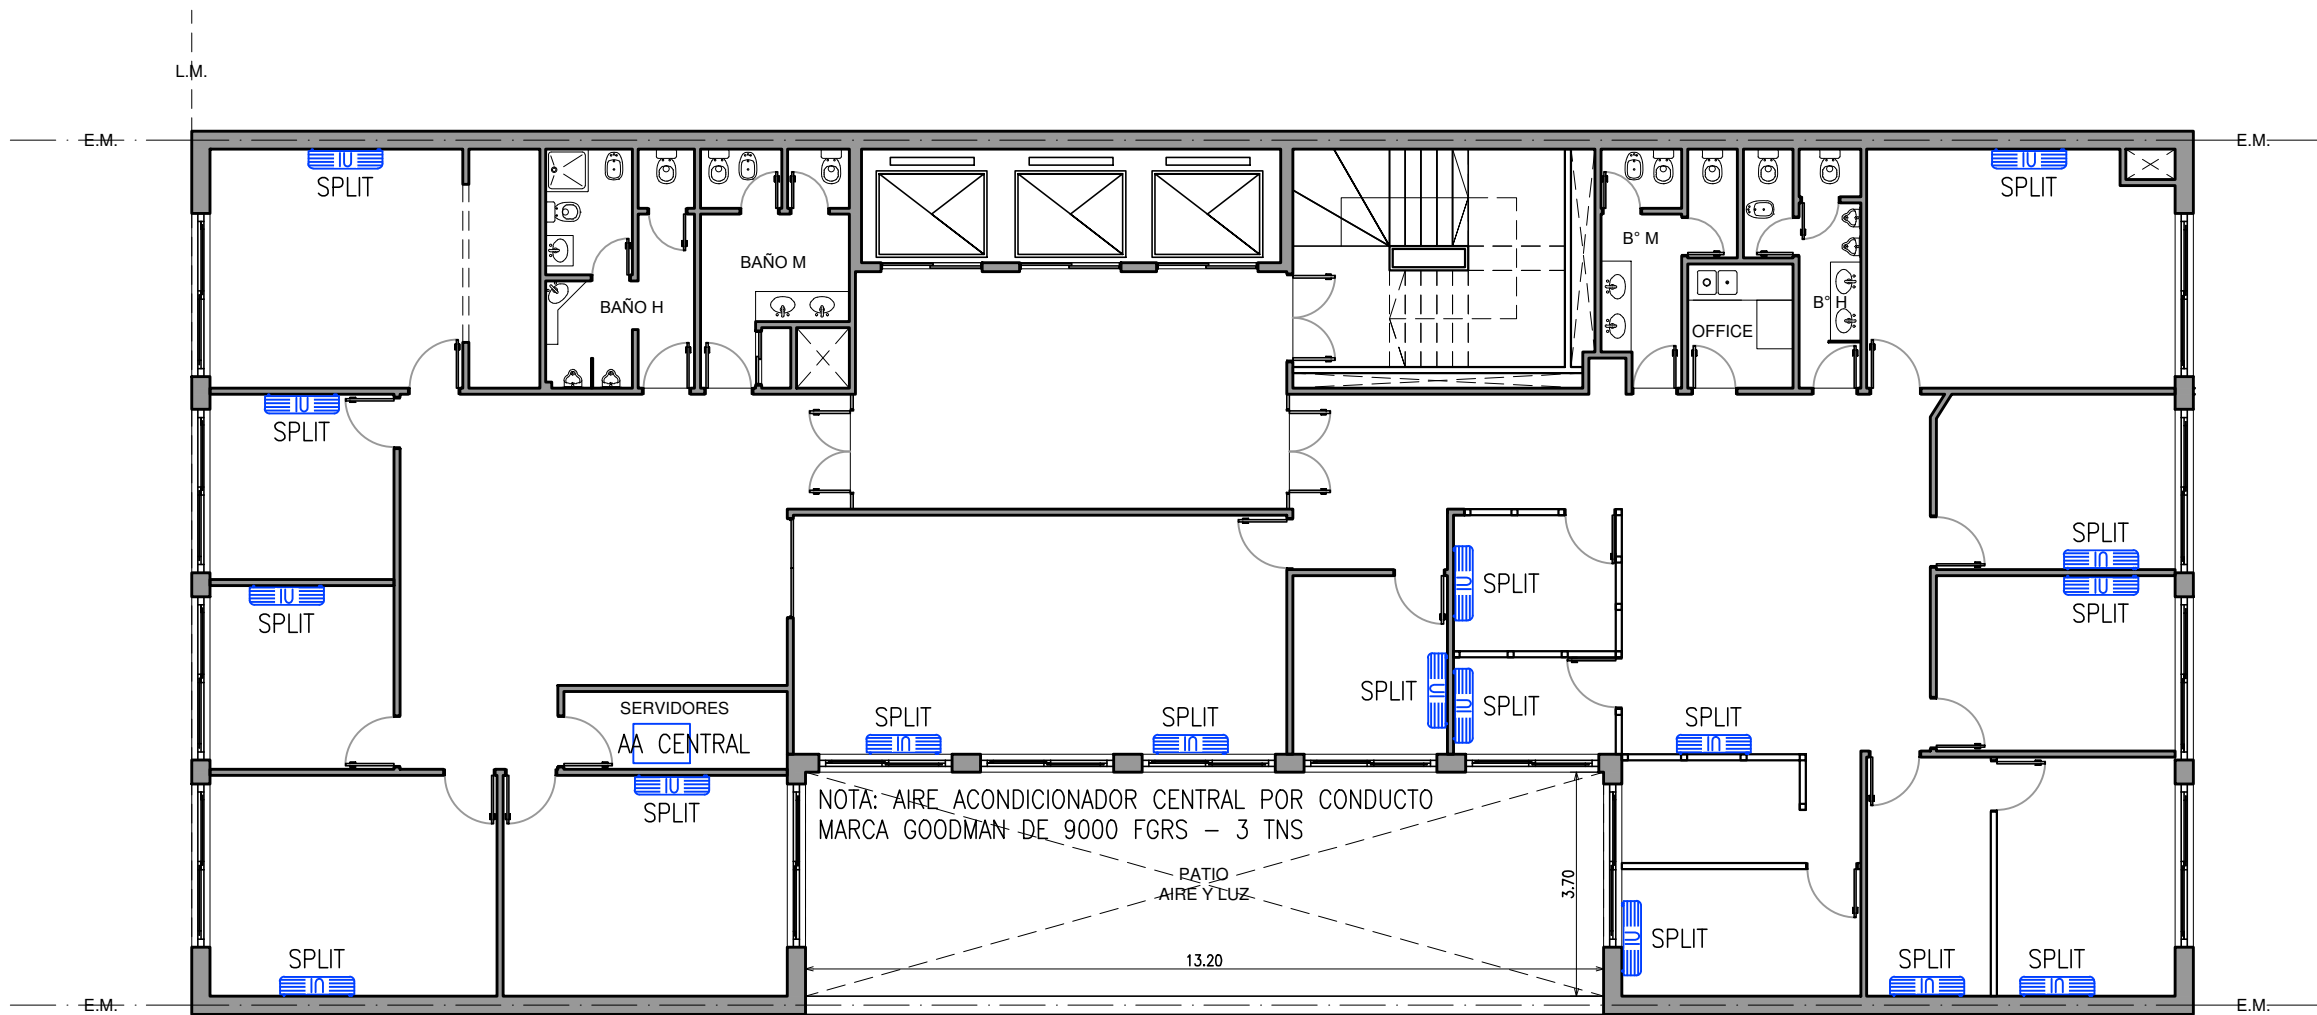 L.M.
E.M.
E.M.
SPLIT
SPLIT
BAÑO M
BAÑO H
B° M
B° H
OFFICE
SPLIT
SPLIT
SPLIT
SPLIT
SPLIT
SPLIT
SPLIT
SPLIT
SERVIDORES
AA CENTRAL
SPLIT
SPLIT
SPLIT
SPLIT
NOTA: AIRE ACONDICIONADOR CENTRAL POR CONDUCTO
MARCA GOODMAN DE 9000 FGRS - 3 TNS
PATIO
AIRE Y LUZ
3.70
13.20
SPLIT
SPLIT
SPLIT
SPLIT
E.M.
E.M.